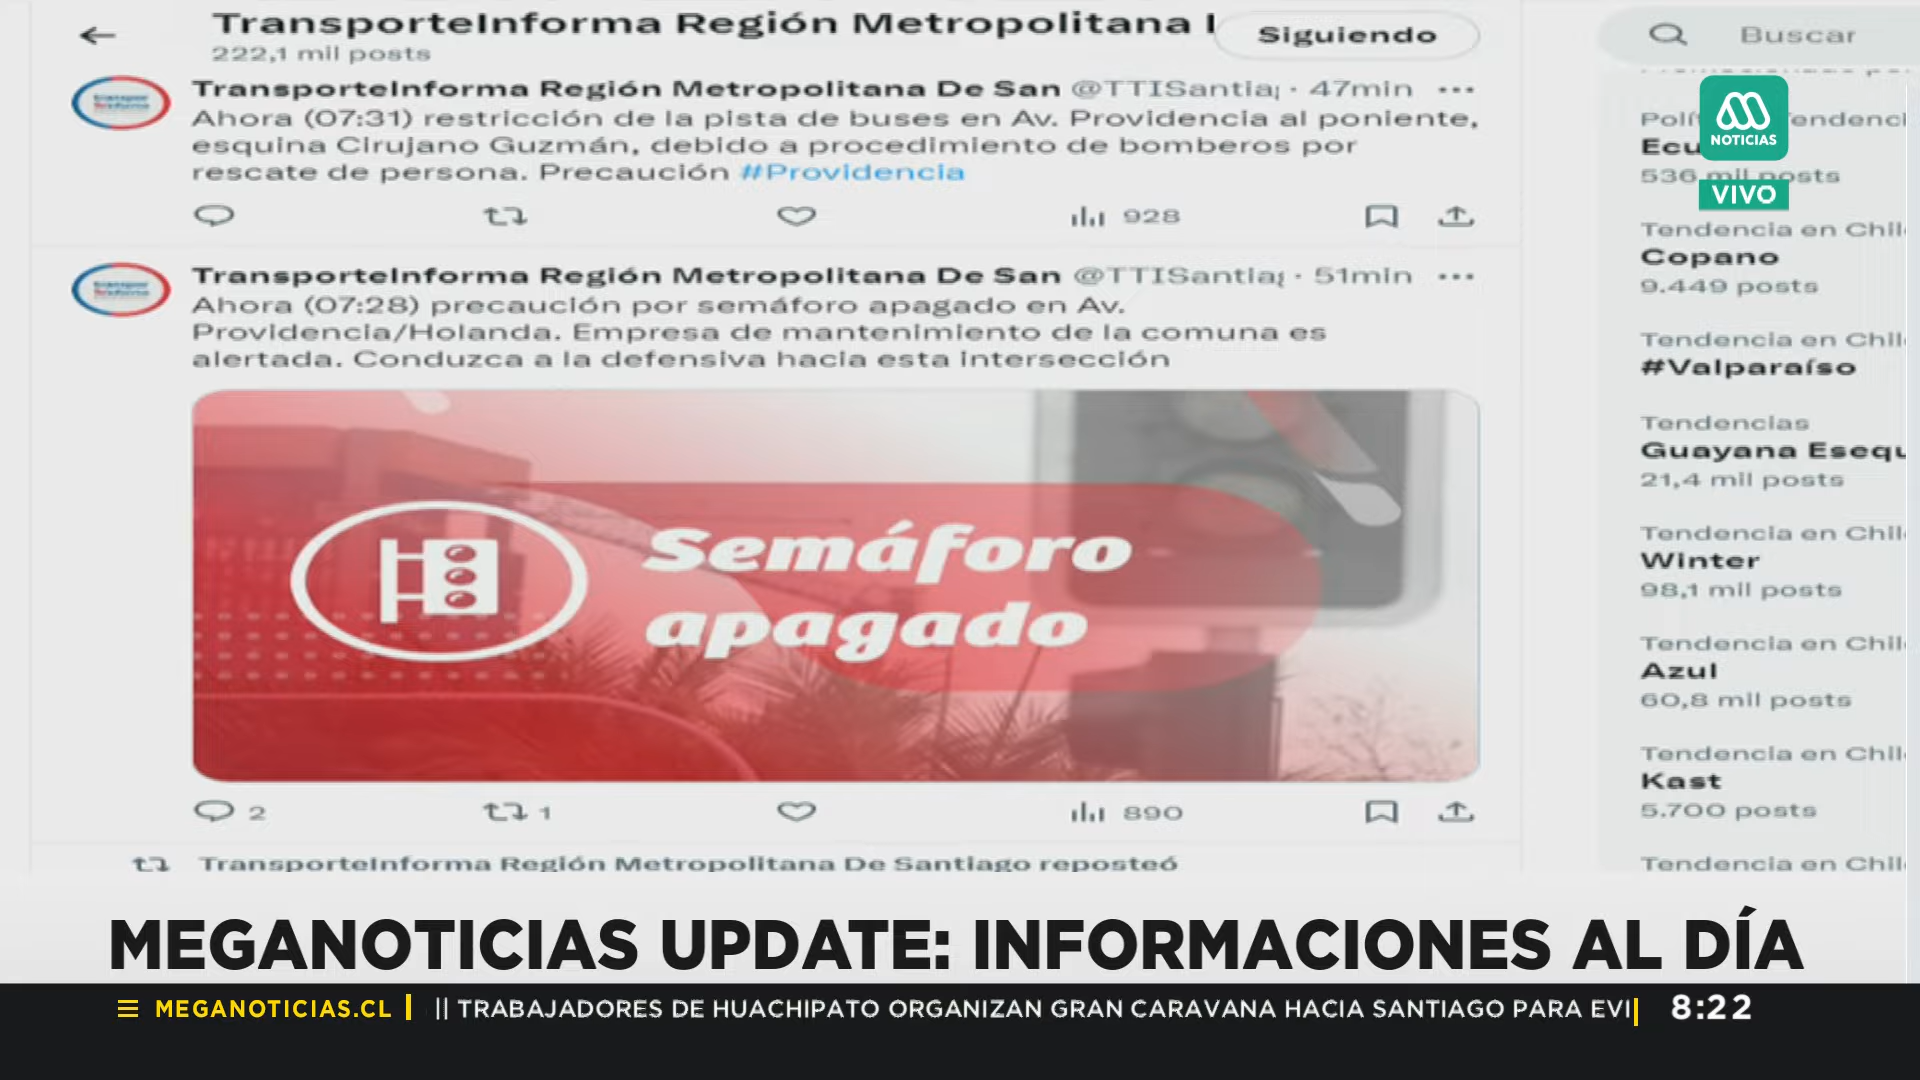 TransporteInforma Región Metropolitana
222,1 mil posts
Siguiendo
Buscar
TransporteInforma Región Metropolitana De San @TTISantia · 47min
Ahora (07:31) restricción de la pista de buses en Av. Providencia al poniente,
esquina Cirujano Guzmán, debido a procedimiento de bomberos por
rescate de persona. Precaución #Providencia
928
TransporteInforma Región Metropolitana De San @TTISantia · 51min
Ahora (07:28) precaución por semáforo apagado en Av.
Providencia/Holanda. Empresa de mantenimiento de la comuna es
alertada. Conduzca a la defensiva hacia esta intersección
Semáforo
apagado
2
1
890
TransporteInforma Región Metropolitana De Santiago reposteó
NOTICIAS
VIVO
536 mil posts
Tendencia en Chil
Copano
9.449 posts
Tendencia en Chil
#Valparaíso
Tendencias
Guayana Esequ
21,4 mil posts
Tendencia en Chil
Winter
98,1 mil posts
Tendencia en Chil
Azul
60,8 mil posts
Tendencia en Chil
Kast
5.700 posts
Tendencia en Chil
MEGANOTICIAS UPDATE: INFORMACIONES AL DÍA
MEGANOTICIAS.CL | || TRABAJADORES DE HUACHIPATO ORGANIZAN GRAN CARAVANA HACIA SANTIAGO PARA EVI
8:22